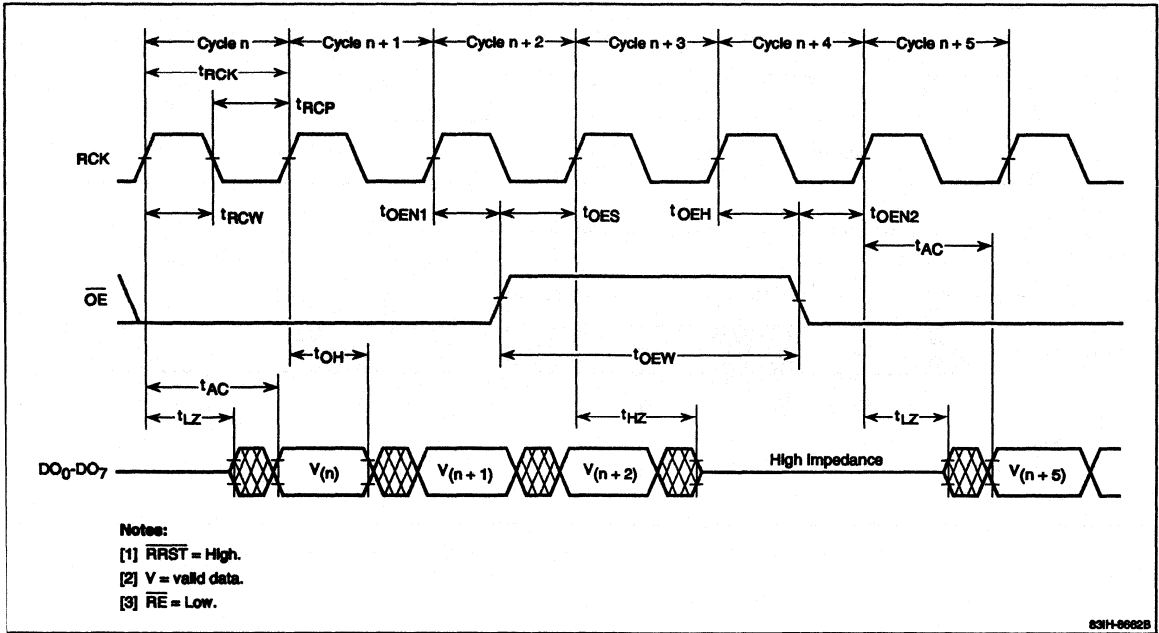 Cycle n Cycle n + 1 Cycle n + 2 Cycle n + 3 Cycle n + 4 Cycle n + 5
tRCK
tRCP
RCK
tRCW tOEN1 tOES tOEH tOEN2
tAC
OE
tOH tOEW
tAC
tLZ tHZ tLZ
DO0-DO7 V(n) V(n + 1) V(n + 2) High Impedance V(n + 5)
Notes:
[1] RRST = High.
[2] V = valid data.
[3] RE = Low.
83IH-6662B